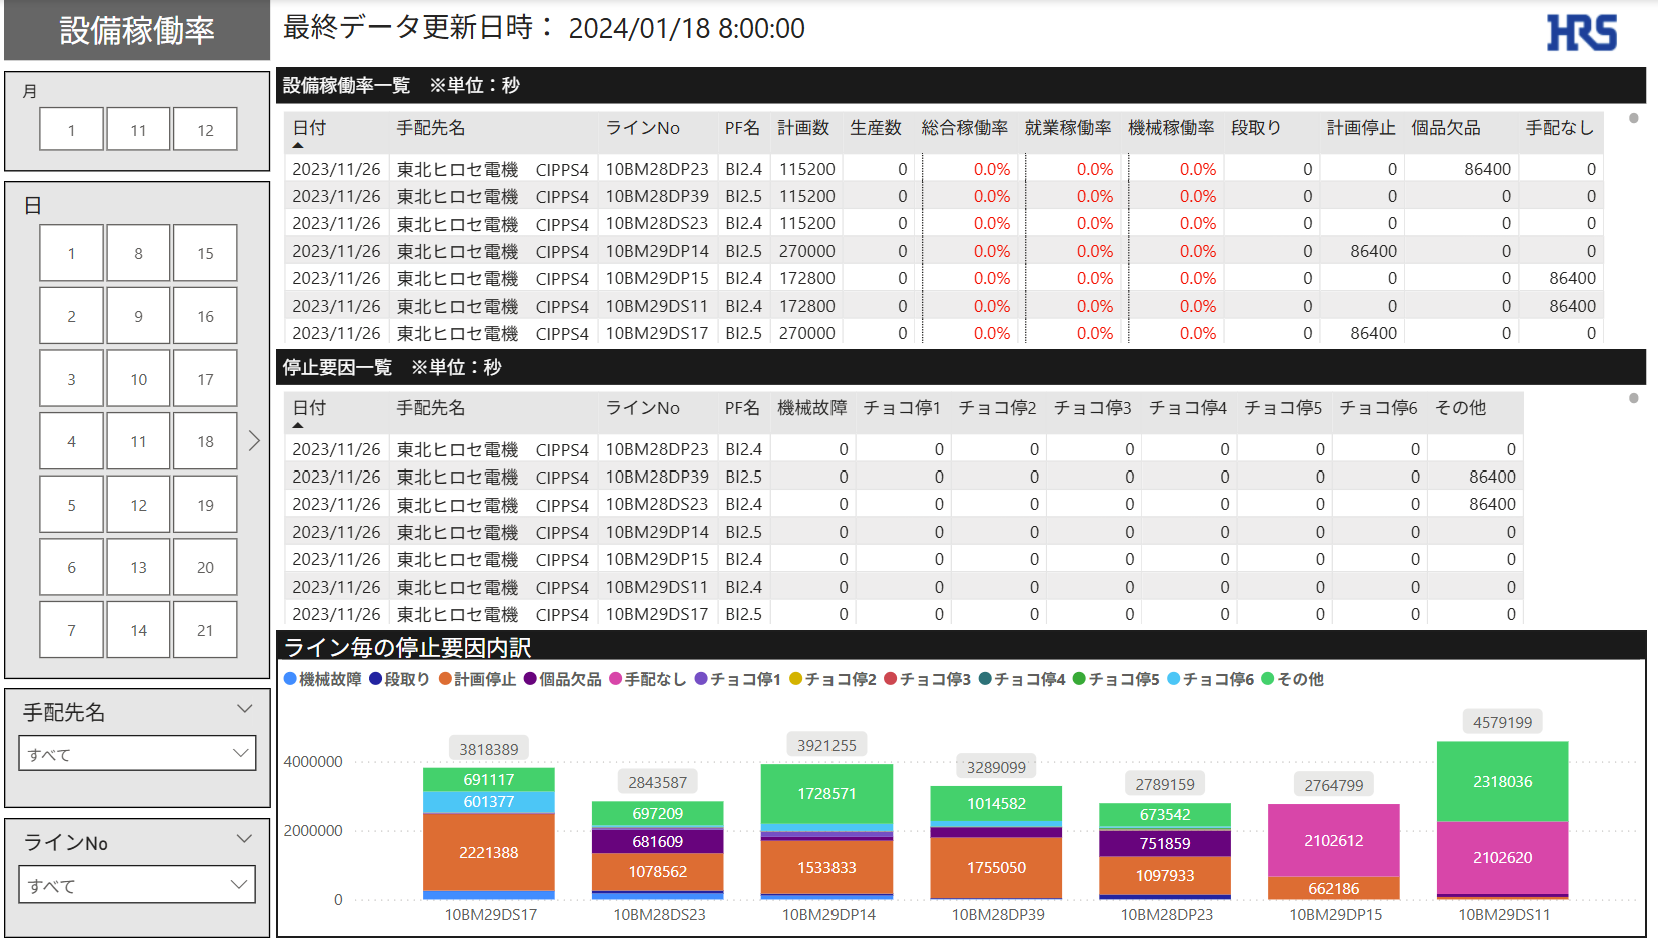 設備稼働率
最終データ更新日時： 2024/01/18 8:00:00
HRS
月
1 11 12
日
1 8 15
2 9 16
3 10 17
4 11 18
5 12 19
6 13 20
7 14 21
手配先名
すべて
ラインNo
すべて
設備稼働率一覧 ※単位：秒
日付 手配先名 ラインNo PF名 計画数 生産数 総合稼働率 就業稼働率 機械稼働率 段取り 計画停止 個品欠品 手配なし
2023/11/26 東北ヒロセ電機 CIPPS4 10BM28DP23 BI2.4 115200 0 0.0% 0.0% 0.0% 0 0 86400 0
2023/11/26 東北ヒロセ電機 CIPPS4 10BM28DP39 BI2.5 115200 0 0.0% 0.0% 0.0% 0 0 0 0
2023/11/26 東北ヒロセ電機 CIPPS4 10BM28DS23 BI2.4 115200 0 0.0% 0.0% 0.0% 0 0 0 0
2023/11/26 東北ヒロセ電機 CIPPS4 10BM29DP14 BI2.5 270000 0 0.0% 0.0% 0.0% 0 86400 0 0
2023/11/26 東北ヒロセ電機 CIPPS4 10BM29DP15 BI2.4 172800 0 0.0% 0.0% 0.0% 0 0 0 86400
2023/11/26 東北ヒロセ電機 CIPPS4 10BM29DS11 BI2.4 172800 0 0.0% 0.0% 0.0% 0 0 0 86400
2023/11/26 東北ヒロセ電機 CIPPS4 10BM29DS17 BI2.5 270000 0 0.0% 0.0% 0.0% 0 86400 0 0
停止要因一覧 ※単位：秒
日付 手配先名 ラインNo PF名 機械故障 チョコ停1 チョコ停2 チョコ停3 チョコ停4 チョコ停5 チョコ停6 その他
2023/11/26 東北ヒロセ電機 CIPPS4 10BM28DP23 BI2.4 0 0 0 0 0 0 0 0
2023/11/26 東北ヒロセ電機 CIPPS4 10BM28DP39 BI2.5 0 0 0 0 0 0 0 86400
2023/11/26 東北ヒロセ電機 CIPPS4 10BM28DS23 BI2.4 0 0 0 0 0 0 0 86400
2023/11/26 東北ヒロセ電機 CIPPS4 10BM29DP14 BI2.5 0 0 0 0 0 0 0 0
2023/11/26 東北ヒロセ電機 CIPPS4 10BM29DP15 BI2.4 0 0 0 0 0 0 0 0
2023/11/26 東北ヒロセ電機 CIPPS4 10BM29DS11 BI2.4 0 0 0 0 0 0 0 0
2023/11/26 東北ヒロセ電機 CIPPS4 10BM29DS17 BI2.5 0 0 0 0 0 0 0 0
ライン毎の停止要因内訳
機械故障 段取り 計画停止 個品欠品 手配なし チョコ停1 チョコ停2 チョコ停3 チョコ停4 チョコ停5 チョコ停6 その他
4000000
2000000
0
3818389
691117
601377
2221388
10BM29DS17
2843587
697209
681609
1078562
10BM28DS23
3921255
1728571
1533833
10BM29DP14
3289099
1014582
1755050
10BM28DP39
2789159
673542
751859
1097933
10BM28DP23
2764799
2102612
662186
10BM29DP15
4579199
2318036
2102620
10BM29DS11